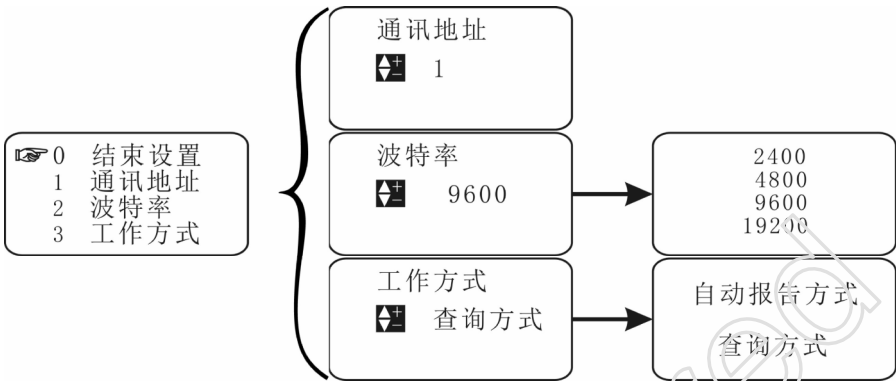 0 结束设置
1 通讯地址
2 波特率
3 工作方式
通讯地址
1
波特率
9600
2400
4800
9600
19200
工作方式
查询方式
自动报告方式
查询方式